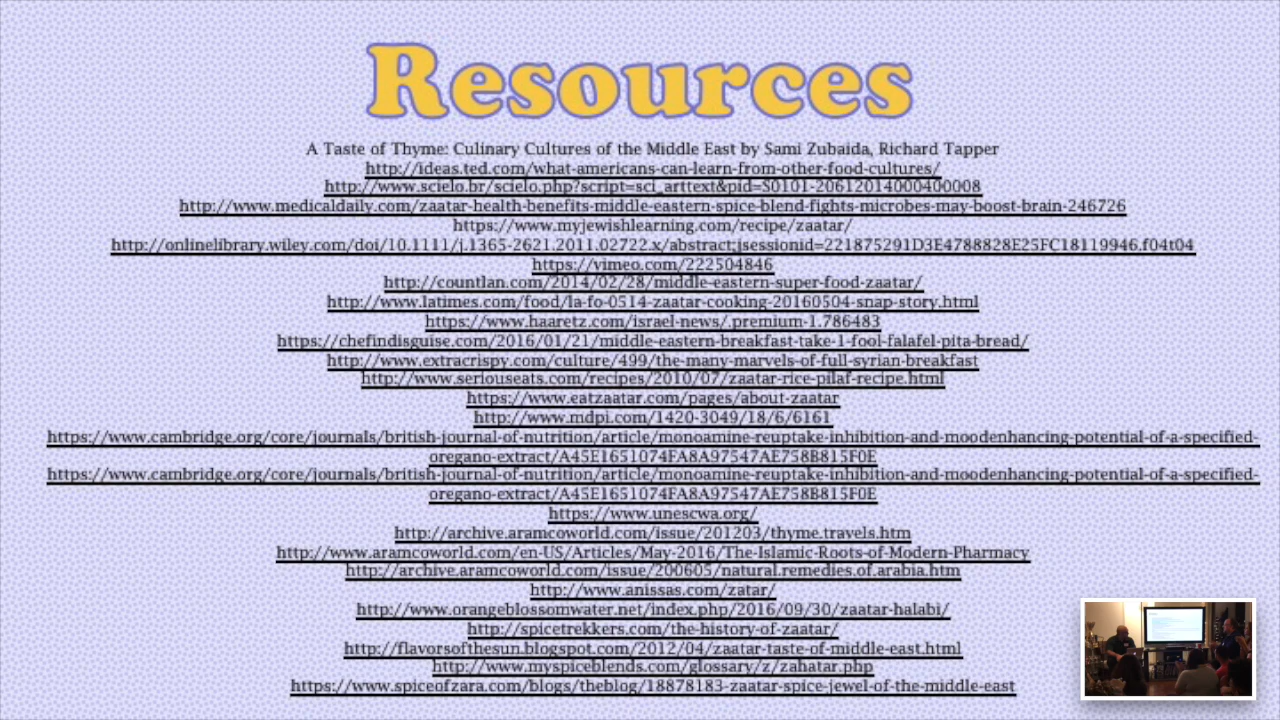 Resources
A Taste of Thyme: Culinary Cultures of the Middle East by Sami Zubaida, Richard Tapper
http://ideas.ted.com/what-americans-can-learn-from-other-food-cultures/
http://www.scielo.br/scielo.php?script=sci_arttext&pid=S0101-20612014000400008
http://www.medicaldaily.com/zaatar-health-benefits-middle-eastern-spice-blend-fights-microbes-may-boost-brain-246726
https://www.myjewishlearning.com/recipe/zaatar/
http://onlinelibrary.wiley.com/doi/10.1111/j.1365-2621.2011.02722.x/abstract;jsessionid=221875291D3E4788828E25FC18119946.f04t04
https://vimeo.com/222504846
http://countlan.com/2014/02/28/middle-eastern-super-food-zaatar/
http://www.latimes.com/food/la-fo-0514-zaatar-cooking-20160504-snap-story.html
https://www.haaretz.com/israel-news/.premium-1.786483
https://chefindisguise.com/2016/01/21/middle-eastern-breakfast-take-1-fool-falafel-pita-bread/
http://www.extracrispy.com/culture/499/the-many-marvels-of-full-syrian-breakfast
http://www.seriouseats.com/recipes/2010/07/zaatar-rice-pilaf-recipe.html
https://www.eatzaatar.com/pages/about-zaatar
http://www.mdpi.com/1420-3049/18/6/6161
https://www.cambridge.org/core/journals/british-journal-of-nutrition/article/monoamine-reuptake-inhibition-and-moodenhancing-potential-of-a-specified-
oregano-extract/A45E1651074FA8A97547AE758B815F0E
https://www.cambridge.org/core/journals/british-journal-of-nutrition/article/monoamine-reuptake-inhibition-and-moodenhancing-potential-of-a-specified-
oregano-extract/A45E1651074FA8A97547AE758B815F0E
https://www.unescwa.org/
http://archive.aramcoworld.com/issue/201203/thyme.travels.htm
http://www.aramcoworld.com/en-US/Articles/May-2016/The-Islamic-Roots-of-Modern-Pharmacy
http://archive.aramcoworld.com/issue/200605/natural.remedies.of.arabia.htm
http://www.anissas.com/zatar/
http://www.orangeblossomwater.net/index.php/2016/09/30/zaatar-halabi/
http://spicetrekkers.com/the-history-of-zaatar/
http://flavorsofthesun.blogspot.com/2012/04/zaatar-taste-of-middle-east.html
http://www.myspiceblends.com/glossary/z/zahatar.php
https://www.spiceofzara.com/blogs/theblog/18878183-zaatar-spice-jewel-of-the-middle-east